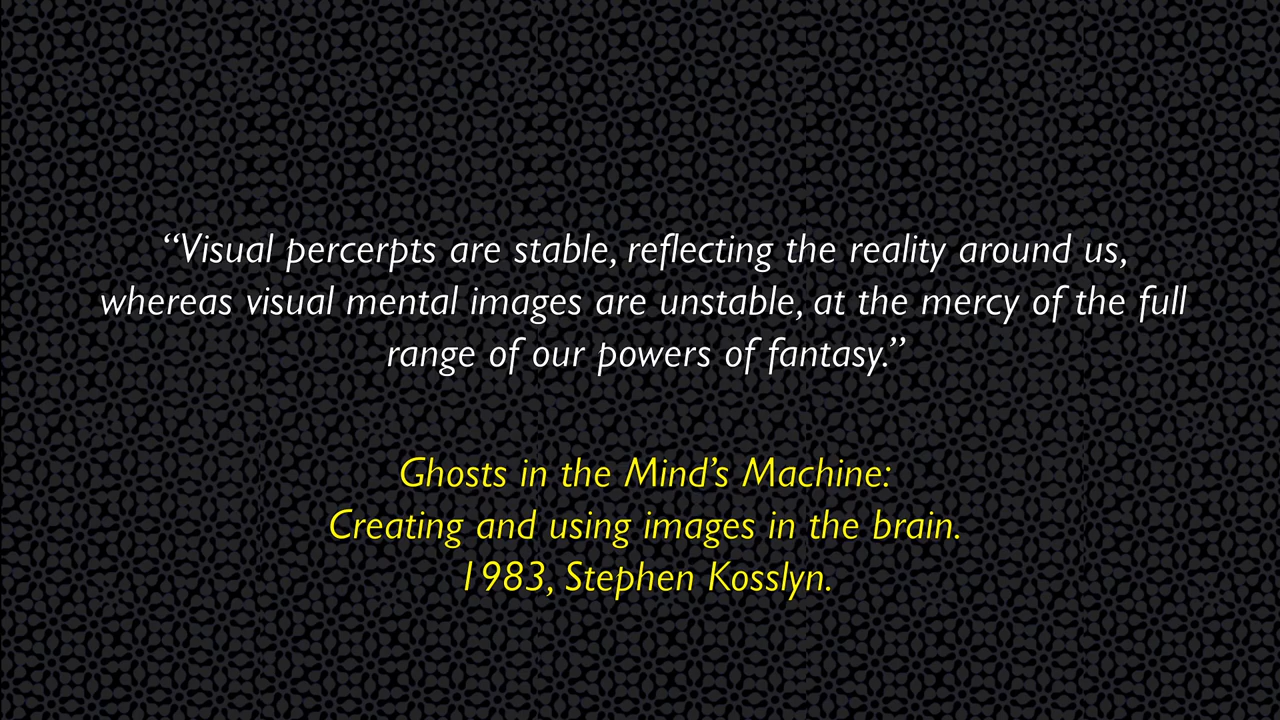 “Visual percerpts are stable, reflecting the reality around us,
whereas visual mental images are unstable, at the mercy of the full
range of our powers of fantasy.”
Ghosts in the Mind’s Machine:
Creating and using images in the brain.
1983, Stephen Kosslyn.